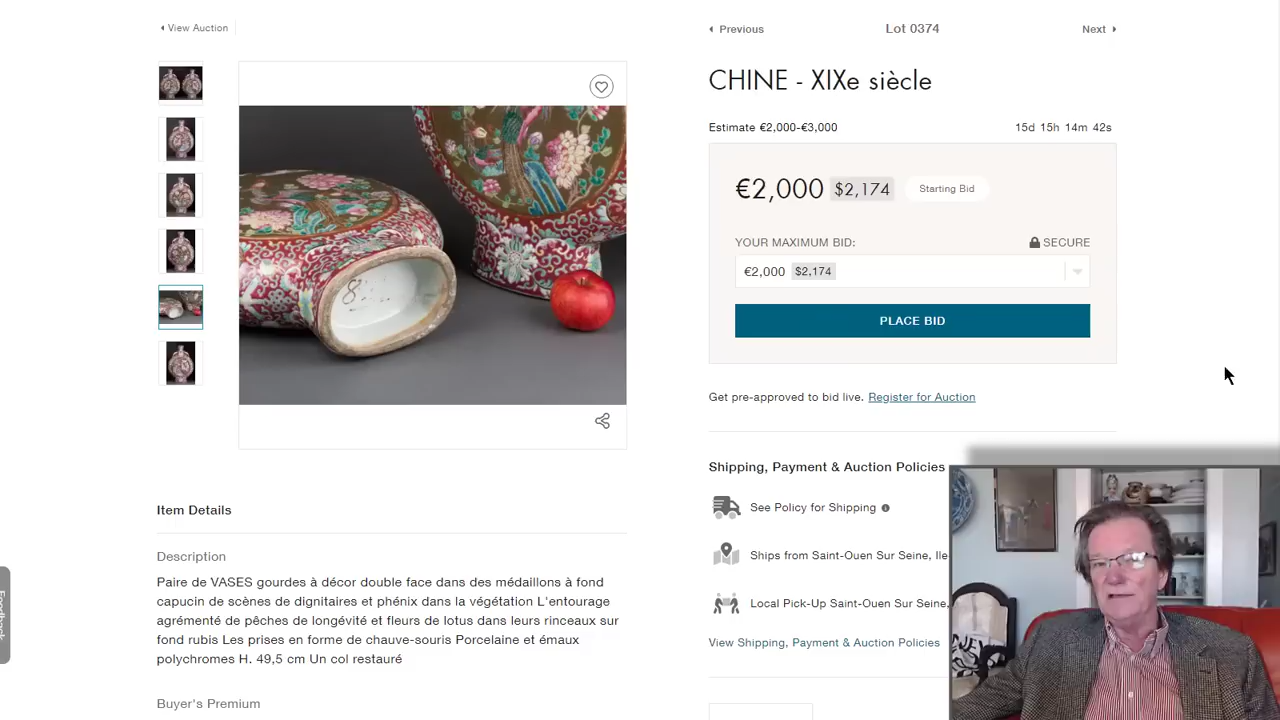 View Auction
Previous
Lot 0374
Next
CHINE - XIXe siècle
Estimate €2,000-€3,000
15d 15h 14m 42s
€2,000 $2,174 Starting Bid
YOUR MAXIMUM BID:
SECURE
€2,000 $2,174
PLACE BID
Get pre-approved to bid live. Register for Auction
Shipping, Payment & Auction Policies
See Policy for Shipping
Ships from Saint-Ouen Sur Seine, Ile
Local Pick-Up Saint-Ouen Sur Seine,
View Shipping, Payment & Auction Policies
Item Details
Description
Paire de VASES gourdes à décor double face dans des médaillons à fond
capucin de scènes de dignitaires et phénix dans la végétation L'entourage
agrémenté de pêches de longévité et fleurs de lotus dans leurs rinceaux sur
fond rubis Les prises en forme de chauve-souris Porcelaine et émaux
polychromes H. 49,5 cm Un col restauré
Buyer's Premium
Feedback